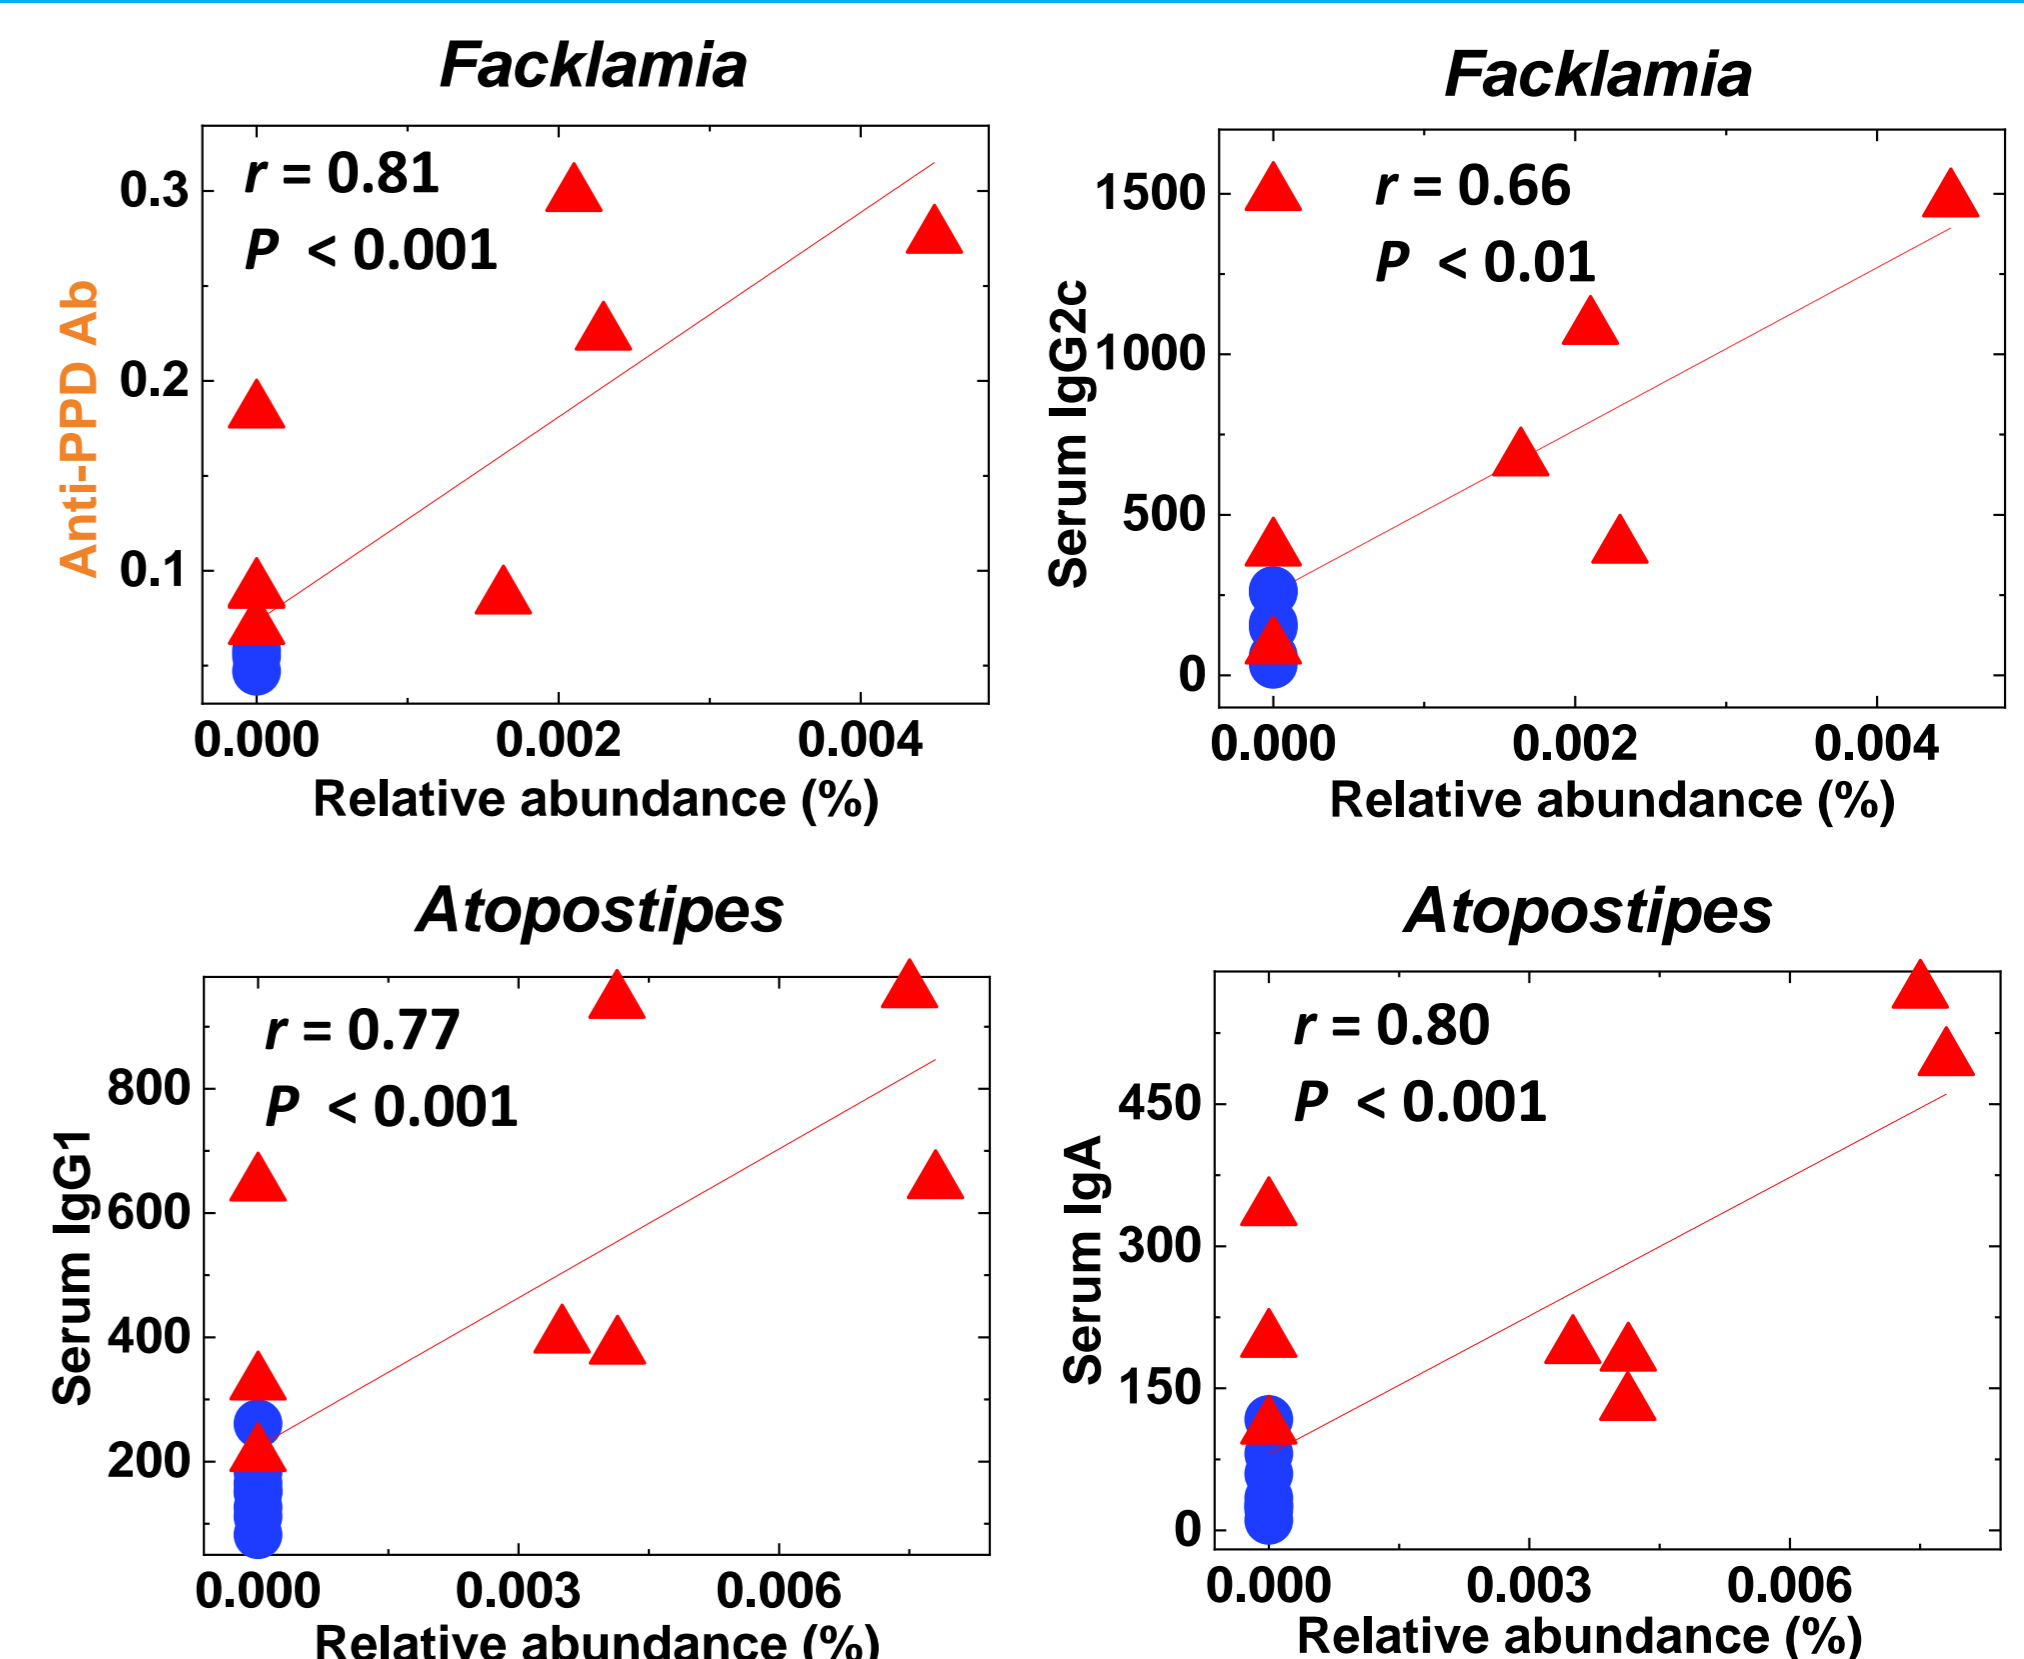 Facklamia
r = 0.81
P < 0.001
Anti-PPD Ab
0.3
0.2
0.1
0.000 0.002 0.004
Relative abundance (%)
Facklamia
r = 0.66
P < 0.01
Serum IgG2c
1500
1000
500
0
0.000 0.002 0.004
Relative abundance (%)
Atopostipes
r = 0.77
P < 0.001
Serum IgG1
800
600
400
200
0.000 0.003 0.006
Relative abundance (%)
Atopostipes
r = 0.80
P < 0.001
Serum IgA
450
300
150
0
0.000 0.003 0.006
Relative abundance (%)